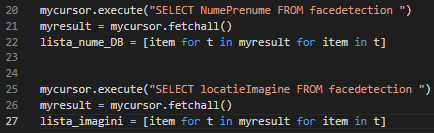 20 mycursor.execute("SELECT NumePrenume FROM facedetection ")
21 myresult = mycursor.fetchall()
22 lista_nume_DB = [item for t in myresult for item in t]
23
24
25 mycursor.execute("SELECT locatieImagine FROM facedetection ")
26 myresult = mycursor.fetchall()
27 lista_imagini = [item for t in myresult for item in t]